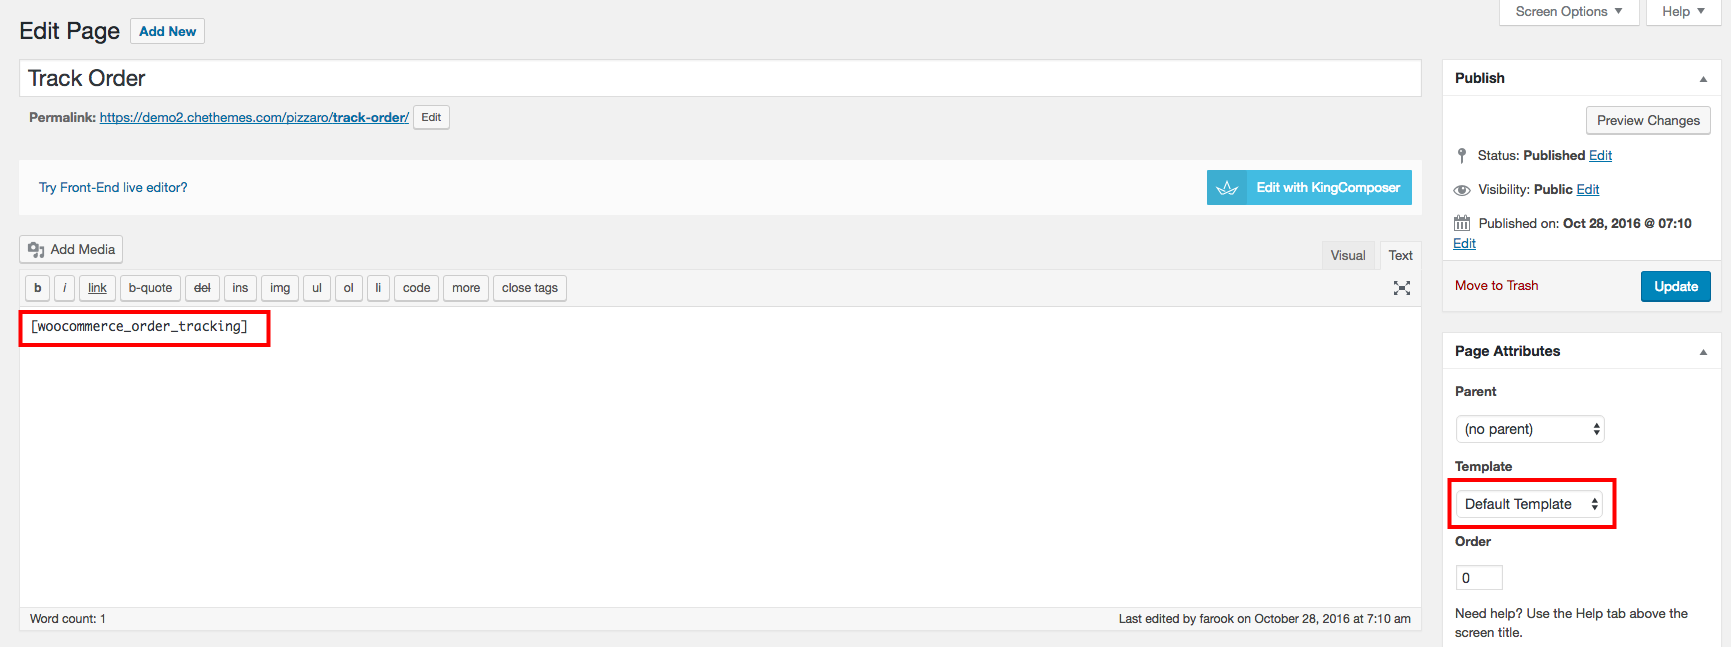 Screen Options
Help
Edit Page
Add New
Track Order
Permalink: https://demo2.chethemes.com/pizzaro/track-order/ Edit
Try Front-End live editor?
Edit with KingComposer
Add Media
Visual
Text
b i link b-quote del ins img ul ol li code more close tags
[woocommerce_order_tracking]
Word count: 1
Last edited by farook on October 28, 2016 at 7:10 am
Publish
Preview Changes
Status: Published Edit
Visibility: Public Edit
Published on: Oct 28, 2016 @ 07:10
Edit
Move to Trash
Update
Page Attributes
Parent
(no parent)
Template
Default Template
Order
0
Need help? Use the Help tab above the
screen title.